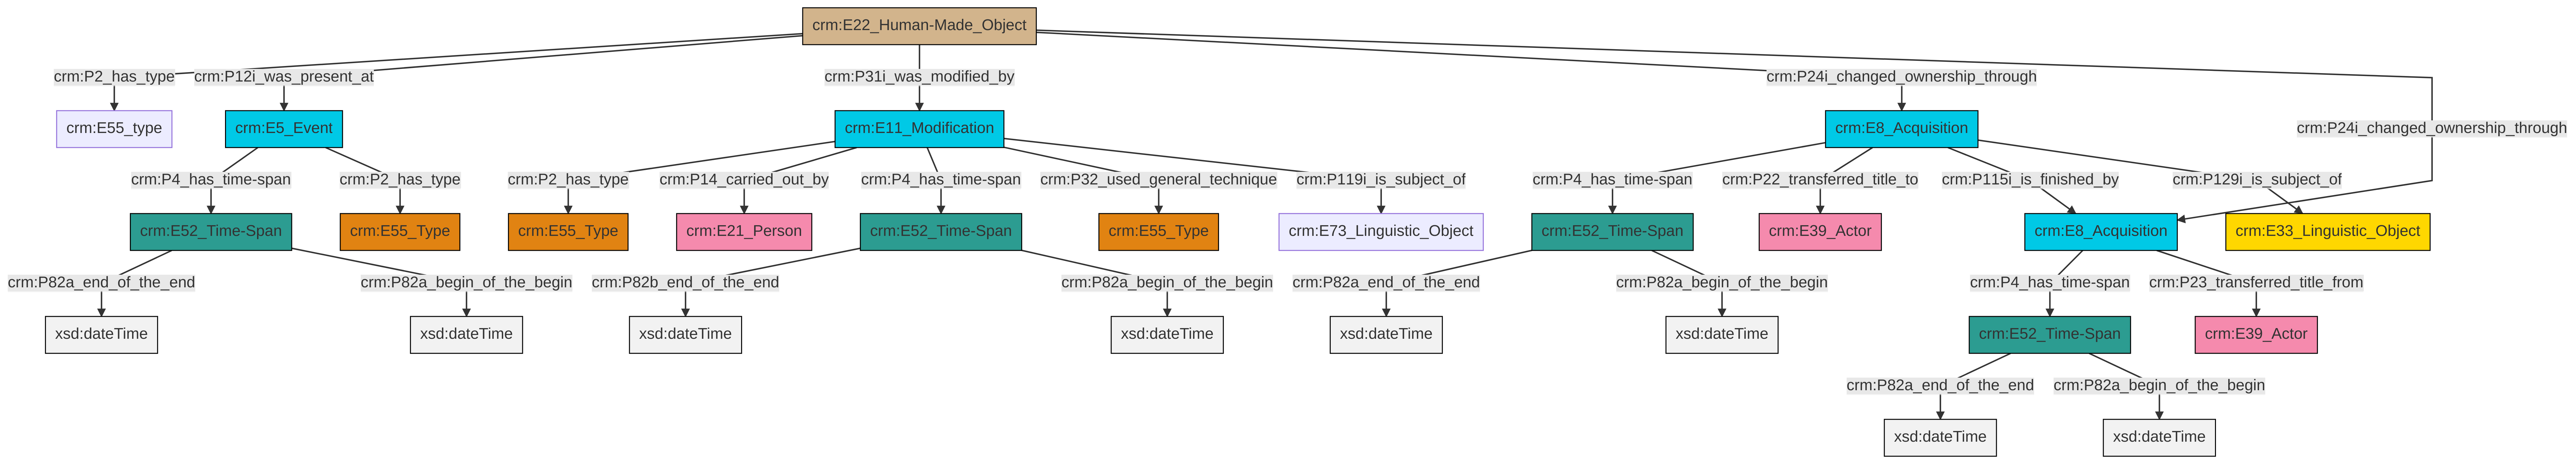 crm:E22_Human-Made_Object
crm:P2_has_type
crm:P12i_was_present_at
crm:P31i_was_modified_by
crm:P24i_changed_ownership_through
crm:E55_type
crm:E5_Event
crm:E11_Modification
crm:E8_Acquisition
crm:P24i_changed_ownership_through
crm:P4_has_time-span
crm:P2_has_type
crm:P2_has_type
crm:P14_carried_out_by
crm:P4_has_time-span
crm:P32_used_general_technique
crm:P119i_is_subject_of
crm:P4_has_time-span
crm:P22_transferred_title_to
crm:P115i_is_finished_by
crm:P129i_is_subject_of
crm:E52_Time-Span
crm:E55_Type
crm:E55_Type
crm:E21_Person
crm:E52_Time-Span
crm:E55_Type
crm:E73_Linguistic_Object
crm:E52_Time-Span
crm:E39_Actor
crm:E8_Acquisition
crm:E33_Linguistic_Object
crm:P82a_end_of_the_end
crm:P82a_begin_of_the_begin
crm:P82b_end_of_the_end
crm:P82a_begin_of_the_begin
crm:P82a_end_of_the_end
crm:P82a_begin_of_the_begin
crm:P4_has_time-span
crm:P23_transferred_title_from
xsd:dateTime
xsd:dateTime
xsd:dateTime
xsd:dateTime
xsd:dateTime
xsd:dateTime
crm:E52_Time-Span
crm:E39_Actor
crm:P82a_end_of_the_end
crm:P82a_begin_of_the_begin
xsd:dateTime
xsd:dateTime